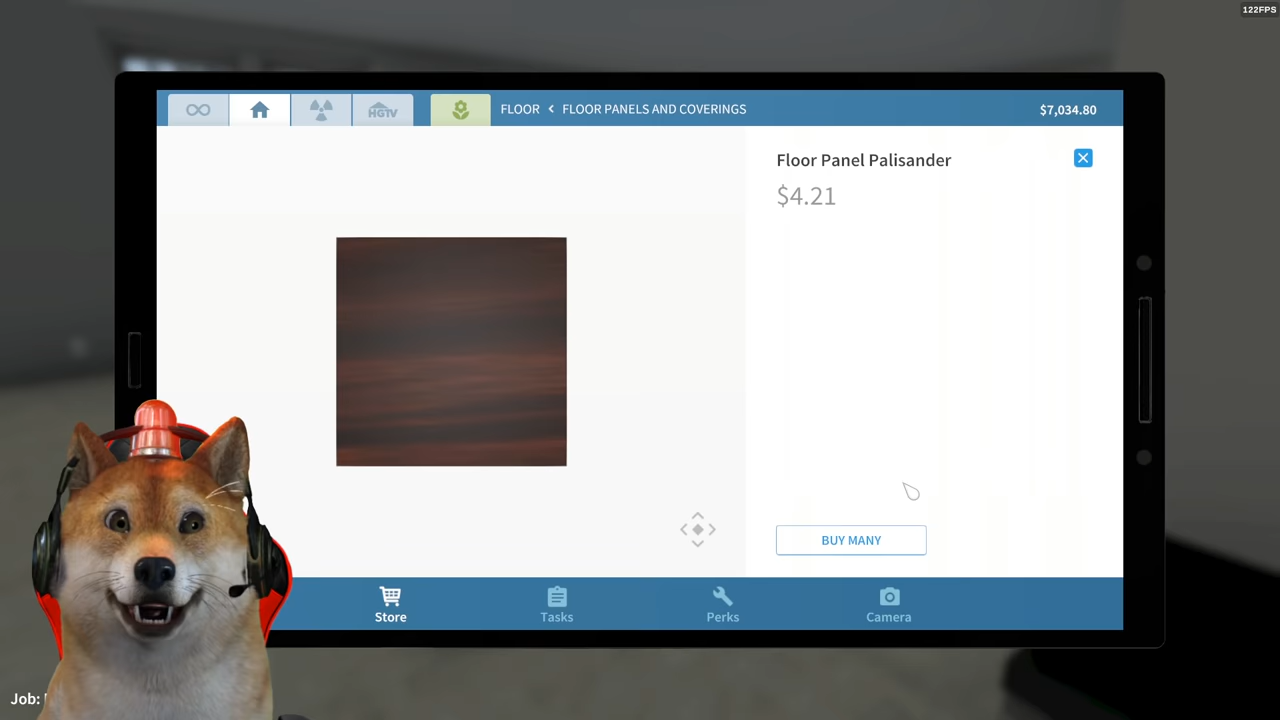 122FPS
HGTV
FLOOR < FLOOR PANELS AND COVERINGS
$7,034.80
Floor Panel Palisander
$4.21
BUY MANY
Store
Tasks
Perks
Camera
Job: